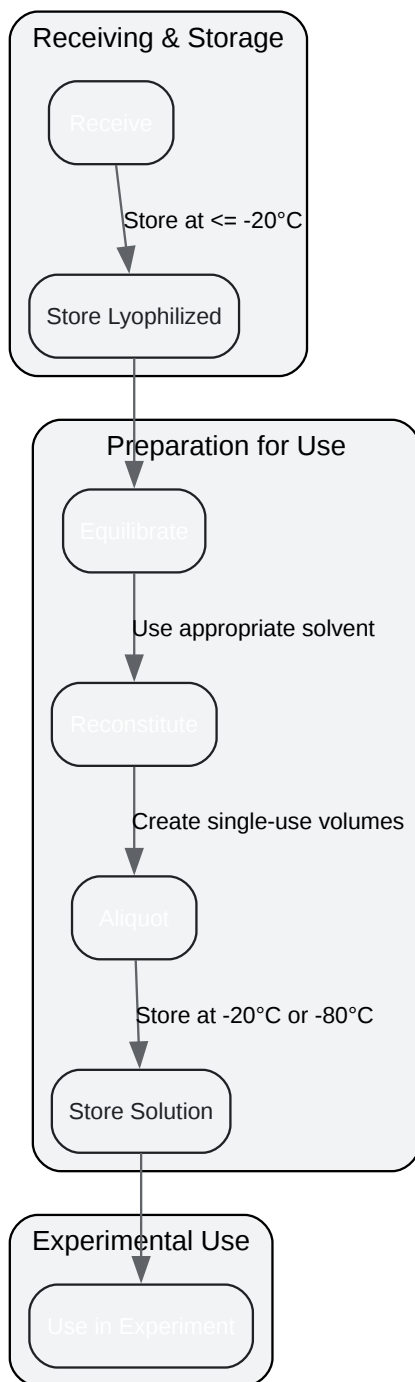 Receiving & Storage
Receive
Store at <= -20°C
Store Lyophilized
Preparation for Use
Equilibrate
Use appropriate solvent
Reconstitute
Create single-use volumes
Aliquot
Store at -20°C or -80°C
Store Solution
Experimental Use
Use in Experiment